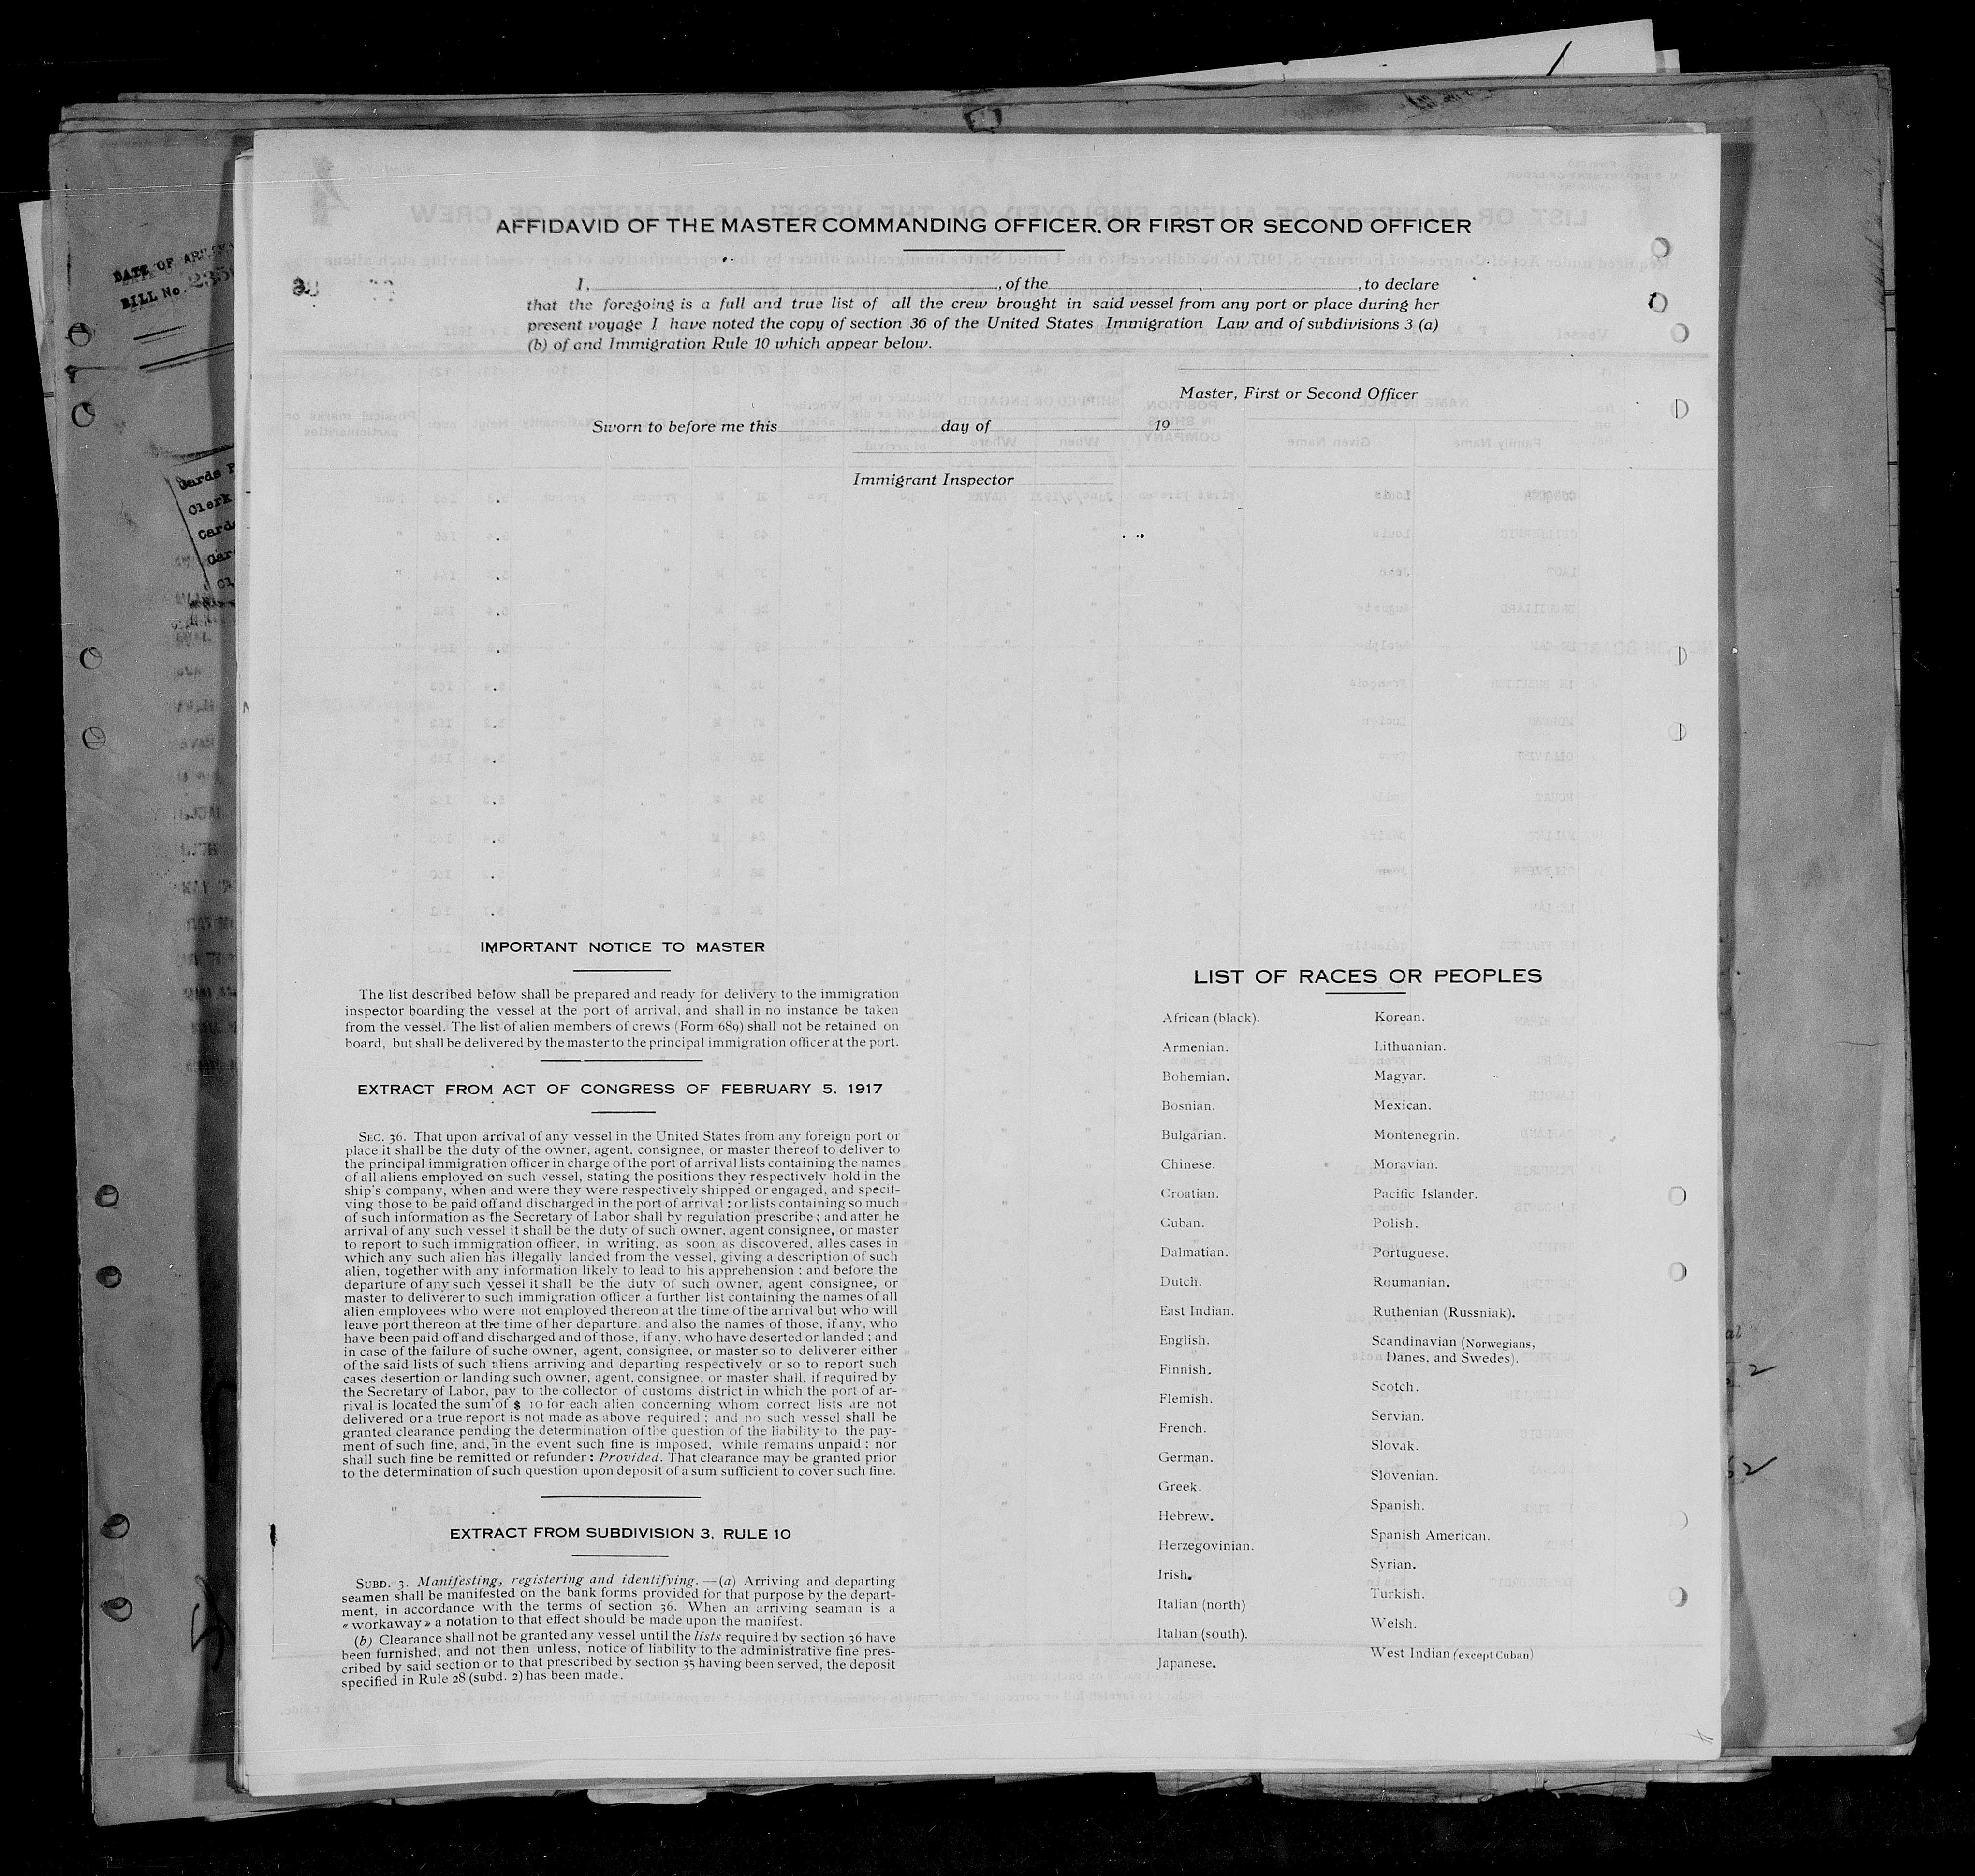 AFFIDAVID OF THE MASTER COMMANDING OFFICER, OR FIRST OR SECOND OFFICER
I, , of the , , to declare
that the foregoing is a full and true list of all the crew brought in said vessel from any port or place during her
present voyage I have noted the copy of section 36 of the United States Immigration Law and of subdivisions 3 (a)
(b) of and Immigration Rule 10 which appear below.
Master, First or Second Officer
Sworn to before me this day of 19
Immigrant Inspector
IMPORTANT NOTICE TO MASTER
The list described below shall be prepared and ready for delivery to the immigration
inspector boarding the vessel at the port of arrival, and shall in no instance be taken
from the vessel. The list of alien members of crews (Form 689) shall not be retained on
board, but shall be delivered by the master to the principal immigration officer at the port.
EXTRACT FROM ACT OF CONGRESS OF FEBRUARY 5. 1917
SEC. 36. That upon arrival of any vessel in the United States from any foreign port or
place it shall be the duty of the owner, agent, consignee, or master thereof to deliver to
the principal immigration officer in charge of the port of arrival lists containing the names
of all aliens employed on such vessel, stating the positions they respectively hold in the
ship's company, when and were they were respectively shipped or engaged, and specif-
ving those to be paid off and discharged in the port of arrival : or lists containing so much
of such information as the Secretary of Labor shall by regulation prescribe ; and atter he
arrival of any such vessel it shall be the duty of such owner, agent consignee, or master
to report to such immigration officer, in writing, as soon as discovered, alles cases in
which any such alien has illegally landed from the vessel, giving a description of such
alien, together with any information likely to lead to his apprehension ; and before the
departure of any such vessel it shall be the duty of such owner, agent consignee, or
master to deliverer to such immigration officer a further list containing the names of all
alien employees who were not employed thereon at the time of the arrival but who will
leave port thereon at the time of her departure. and also the names of those, if any, who
have been paid off and discharged and of those, if any. who have deserted or landed ; and
in case of the failure of suche owner, agent, consignee, or master so to deliverer either
of the said lists of such aliens arriving and departing respectively or so to report such
cases desertion or landing such owner, agent, consignee, or master shall, if required by
the Secretary of Labor, pay to the collector of customs district in which the port of ar-
rival is located the sum of $ 10 for each alien concerning whom correct lists are not
delivered or a true report is not made as above required ; and no such vessel shall be
granted clearance pending the determination of the question of the liability to the pay-
ment of such fine, and, in the event such fine is imposed, while remains unpaid ; nor
shall such fine be remitted or refunder : Provided. That clearance may be granted prior
to the determination of such question upon deposit of a sum sufficient to cover such fine.
EXTRACT FROM SUBDIVISION 3. RULE 10
SUBD. 3. Manifesting, registering and identifying. — (a) Arriving and departing
seamen shall be manifested on the bank forms provided for that purpose by the depart-
ment, in accordance with the terms of section 36. When an arriving seaman is a
« workaway » a notation to that effect should be made upon the manifest.
(b) Clearance shall not be granted any vessel until the lists required by section 36 have
been furnished, and not then unless, notice of liability to the administrative fine pres-
cribed by said section or to that prescribed by section 35 having been served, the deposit
specified in Rule 28 (subd. 2) has been made.
LIST OF RACES OR PEOPLES
African (black).
Armenian.
Bohemian.
Bosnian.
Bulgarian.
Chinese.
Croatian.
Cuban.
Dalmatian.
Dutch.
East Indian.
English.
Finnish.
Flemish.
French.
German.
Greek.
Hebrew.
Herzegovinian.
Irish.
Italian (north)
Italian (south).
Japanese.
Korean.
Lithuanian.
Magyar.
Mexican.
Montenegrin.
Moravian.
Pacific Islander.
Polish.
Portuguese.
Roumanian.
Ruthenian (Russniak).
Scandinavian (Norwegians,
Danes, and Swedes).
Scotch.
Servian.
Slovak.
Slovenian.
Spanish.
Spanish American.
Syrian.
Turkish.
Welsh.
West Indian (except Cuban)
DATE OF
BILL No.
Cards
Clerk
Cards